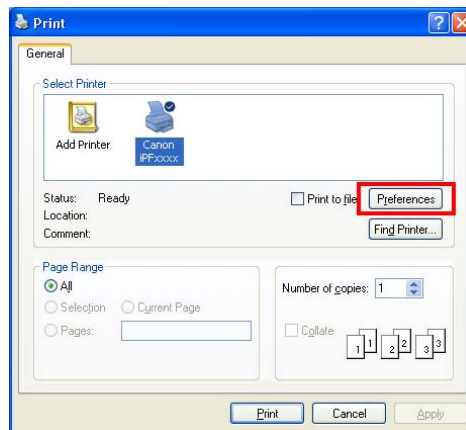 Print
General
Select Printer
Add Printer
Canon
iPFxxxx
Status: Ready
Print to file
Preferences
Location:
Comment:
Find Printer...
Page Range
All
Selection
Current Page
Pages:
Number of copies: 1
Collate
1 1 2 2 3 3
Print
Cancel
Apply